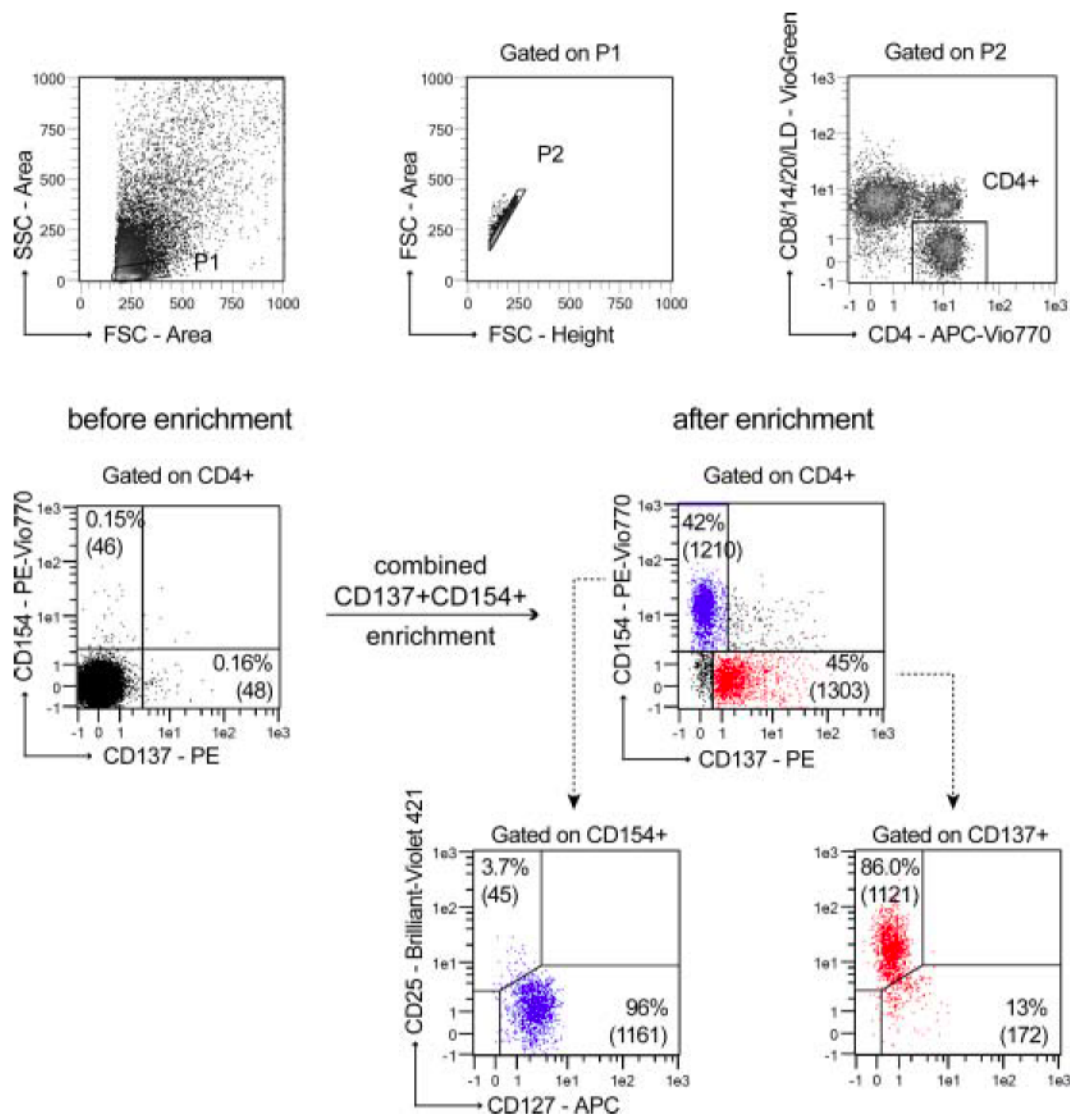 Gated on P1
Gated on P2
SSC - Area
1000
750
500
250
0
P1
0 250 500 750 1000
FSC - Area
FSC - Area
1000
750
500
250
0
P2
0 250 500 750 1000
FSC - Height
CD8/14/20/LD - VioGreen
1e3
1e2
1e1
1
0
-1
CD4+
-1 0 1 1e1 1e2 1e3
CD4 - APC-Vio770
before enrichment
after enrichment
Gated on CD4+
CD154 - PE-Vio770
1e3
1e2
1e1
1
0
-1
0.15%
(46)
0.16%
(48)
-1 0 1 1e1 1e2 1e3
CD137 - PE
combined
CD137+CD154+
enrichment
Gated on CD4+
CD154 - PE-Vio770
1e3
1e2
1e1
1
0
-1
42%
(1210)
45%
(1303)
-1 0 1 1e1 1e2 1e3
CD137 - PE
Gated on CD154+
CD25 - Brilliant-Violet 421
1e3
1e2
1e1
1
0
-1
3.7%
(45)
96%
(1161)
-1 0 1 1e1 1e2 1e3
CD127 - APC
Gated on CD137+
1e3
1e2
1e1
1
0
-1
86.0%
(1121)
13%
(172)
-1 0 1 1e1 1e2 1e3